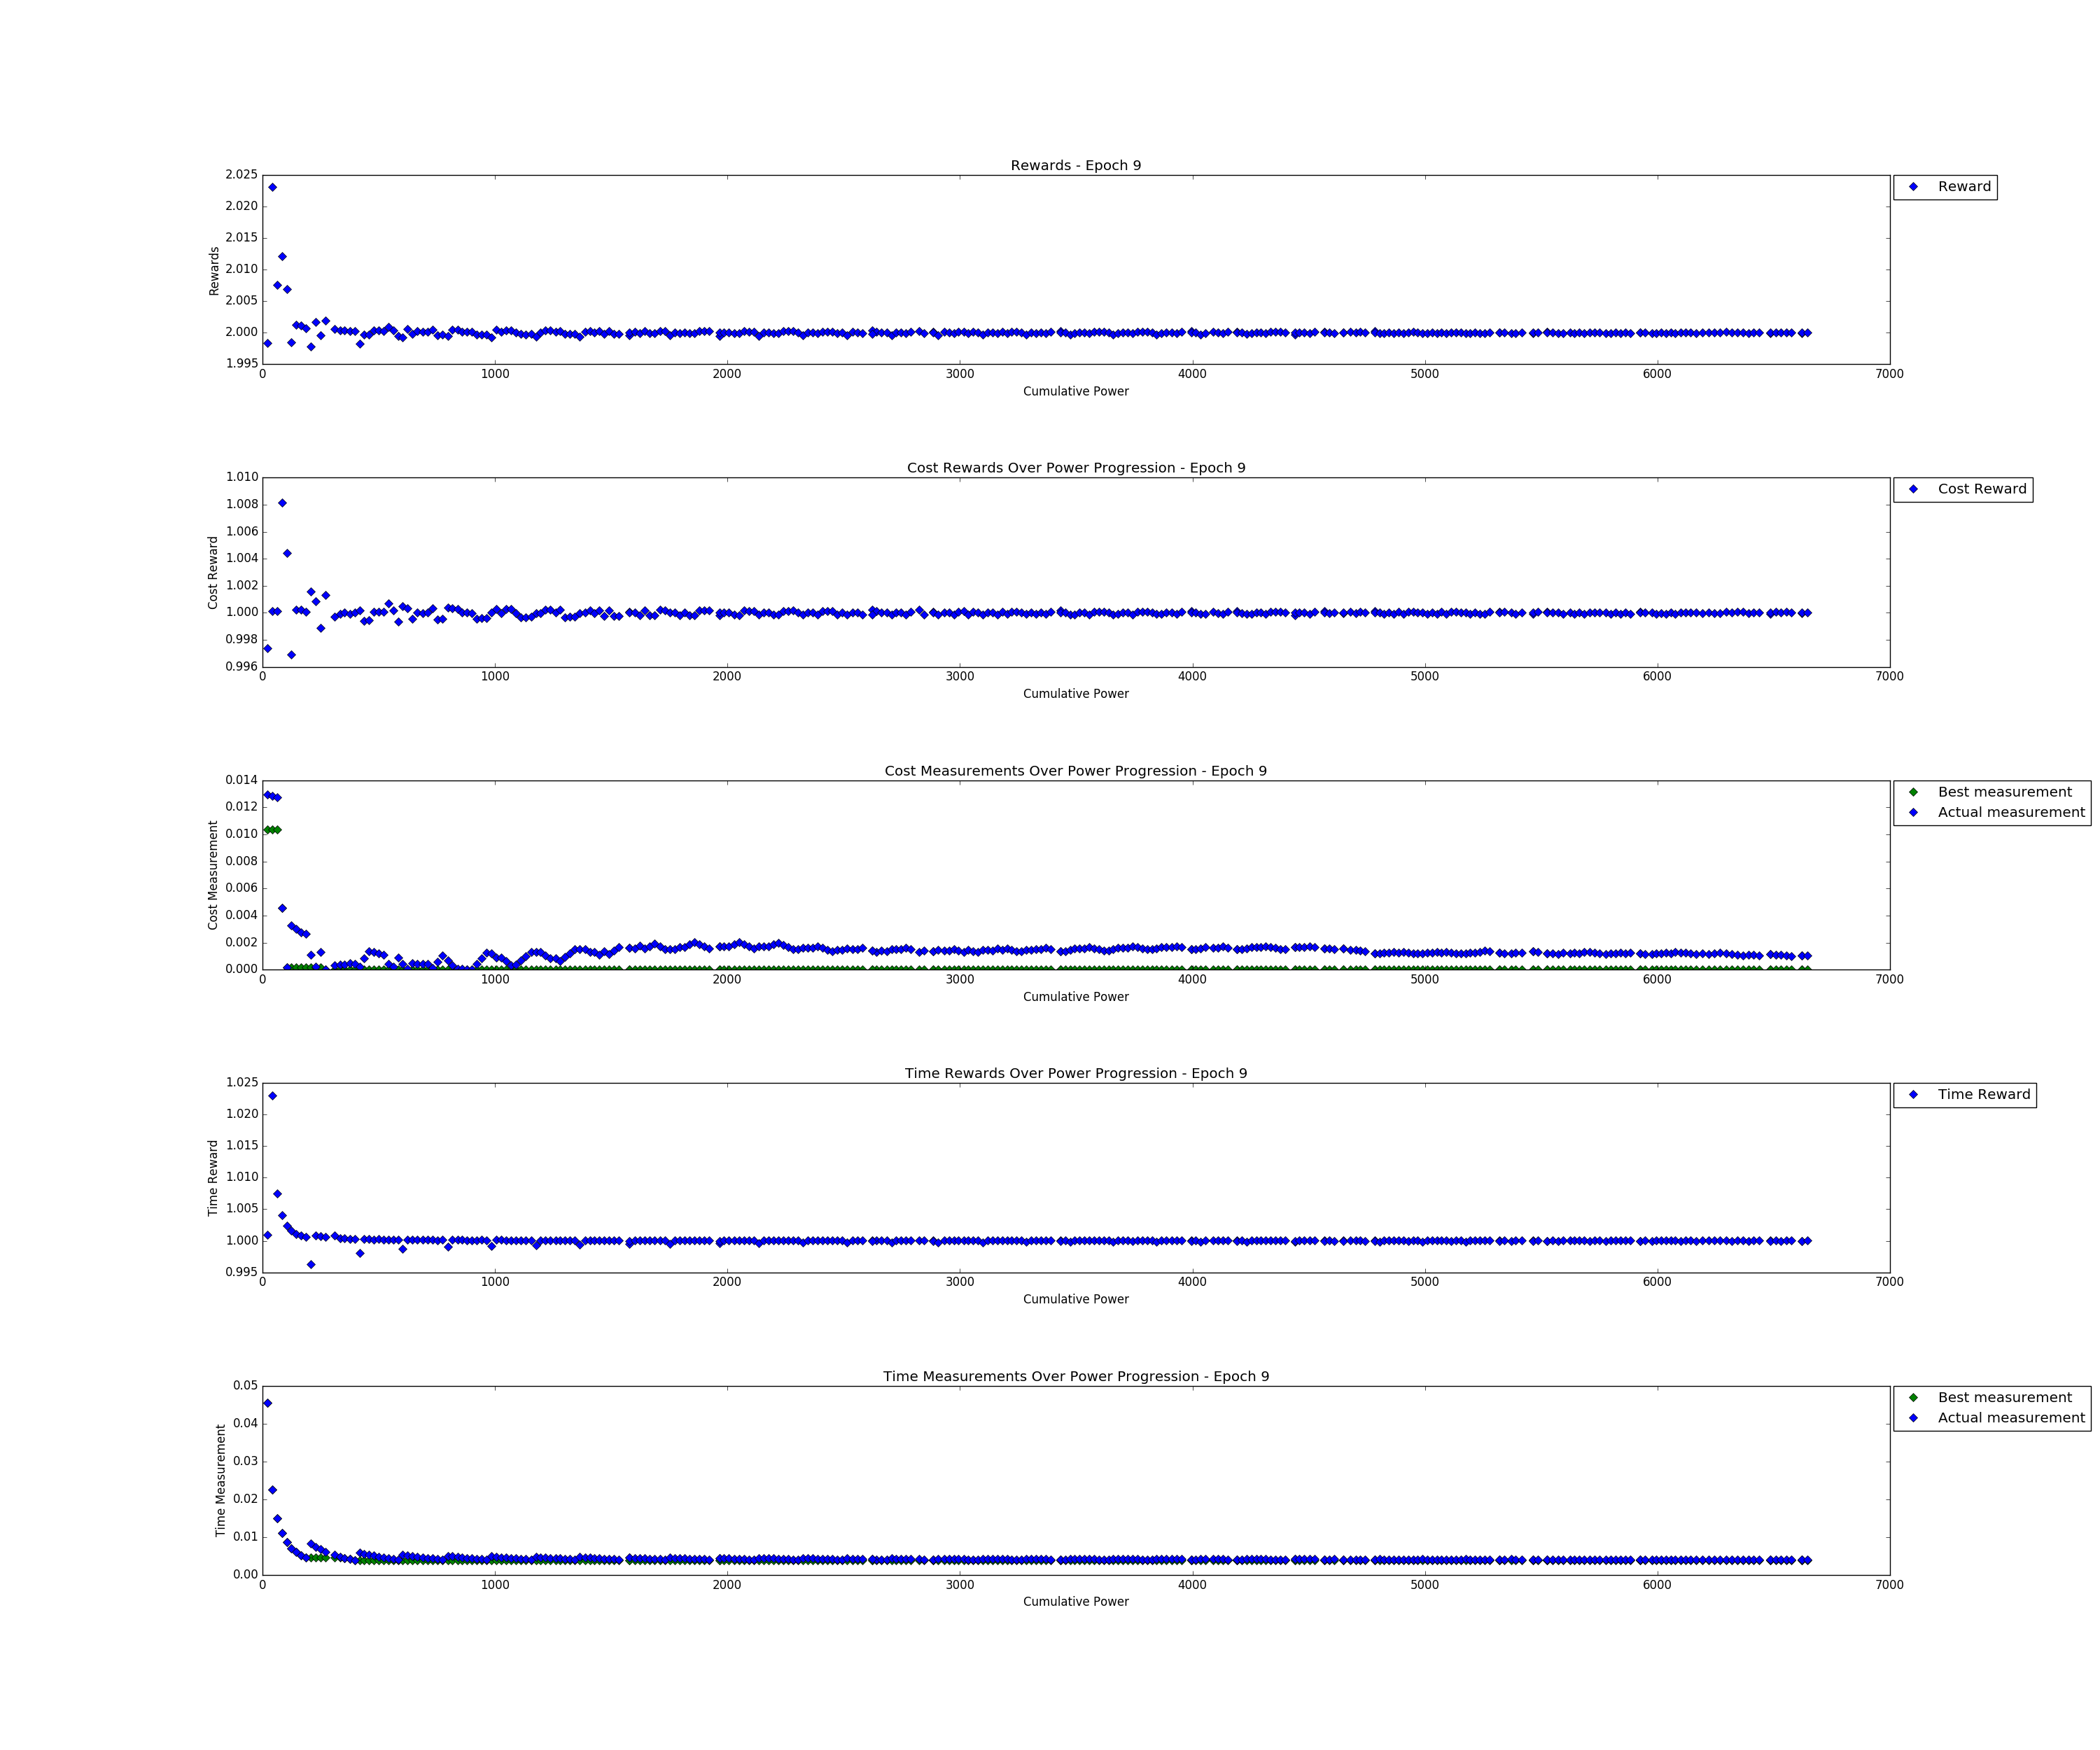 Rewards - Epoch 9
2.025
2.020
2.015
2.010
2.005
2.000
1.995
Rewards
0 1000 2000 3000 4000 5000 6000 7000
Cumulative Power
Reward
Cost Rewards Over Power Progression - Epoch 9
1.010
1.008
1.006
1.004
1.002
1.000
0.998
0.996
Cost Reward
0 1000 2000 3000 4000 5000 6000 7000
Cumulative Power
Cost Reward
Cost Measurements Over Power Progression - Epoch 9
0.014
0.012
0.010
0.008
0.006
0.004
0.002
0.000
Cost Measurement
0 1000 2000 3000 4000 5000 6000 7000
Cumulative Power
Best measurement
Actual measurement
Time Rewards Over Power Progression - Epoch 9
1.025
1.020
1.015
1.010
1.005
1.000
0.995
Time Reward
0 1000 2000 3000 4000 5000 6000 7000
Cumulative Power
Time Reward
Time Measurements Over Power Progression - Epoch 9
0.05
0.04
0.03
0.02
0.01
0.00
Time Measurement
0 1000 2000 3000 4000 5000 6000 7000
Cumulative Power
Best measurement
Actual measurement